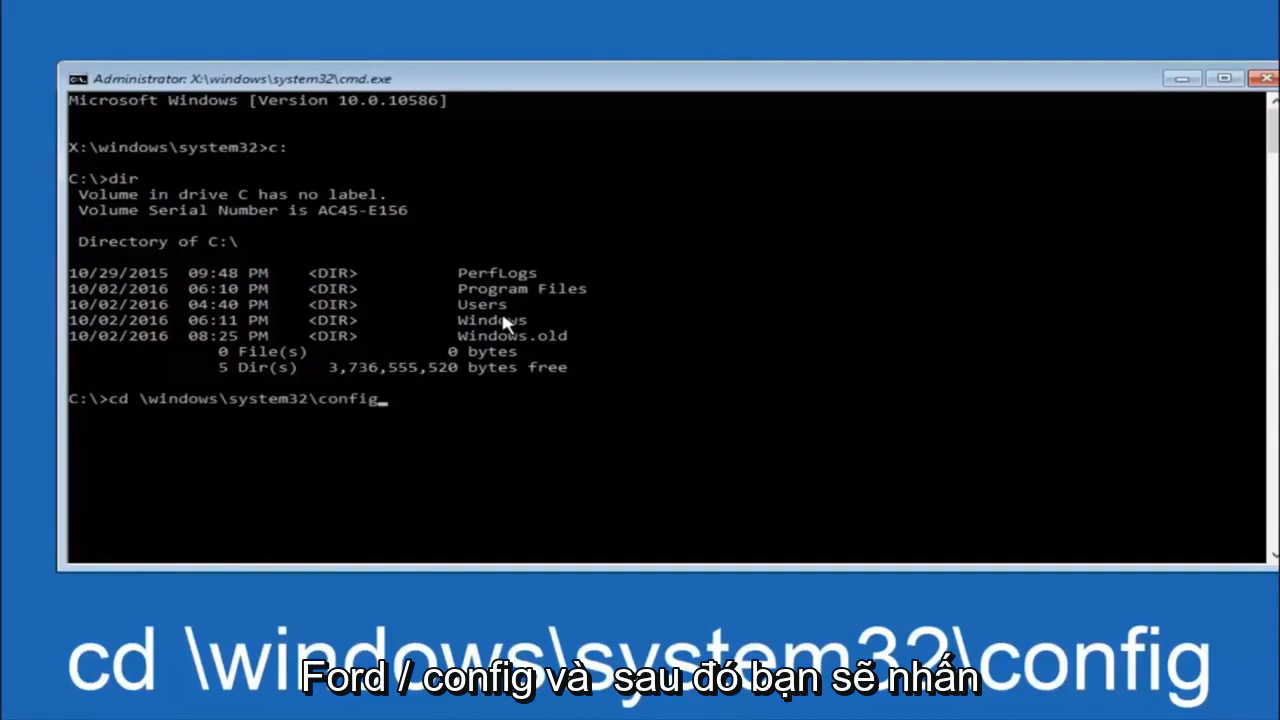 Administrator: X:\windows\system32\cmd.exe
Microsoft Windows [Version 10.0.10586]
X:\windows\system32>c:
C:\>dir
Volume in drive C has no label.
Volume Serial Number is AC45-E156
Directory of C:\
10/29/2015 09:48 PM <DIR> PerfLogs
10/02/2016 06:10 PM <DIR> Program Files
10/02/2016 04:40 PM <DIR> Users
10/02/2016 06:11 PM <DIR> Windows
10/02/2016 08:25 PM <DIR> Windows.old
0 File(s) 0 bytes
5 Dir(s) 3,736,555,520 bytes free
C:\>cd \windows\system32\config_
cd \windows\system32\config
Ford / config và sau đó bạn sẽ nhấn